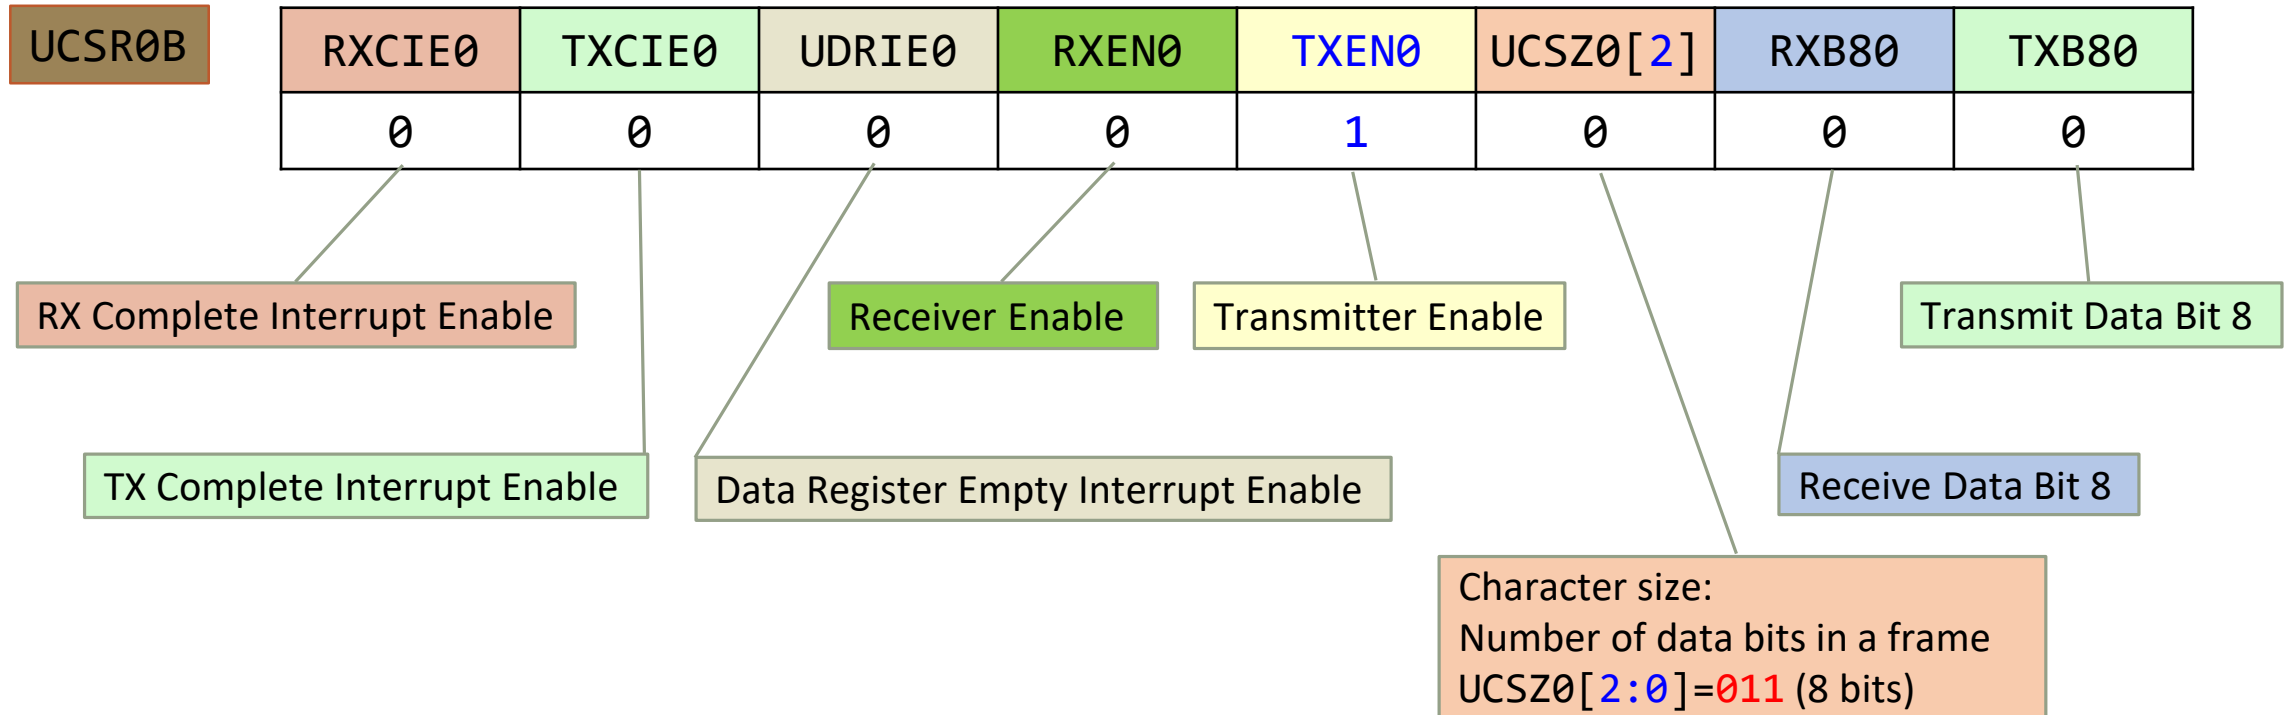 UCSR0B
RXCIE0 TXCIE0 UDRIE0 RXEN0 TXEN0 UCSZ0[2] RXB80 TXB80
0 0 0 0 1 0 0 0
RX Complete Interrupt Enable
Receiver Enable
Transmitter Enable
Transmit Data Bit 8
TX Complete Interrupt Enable
Data Register Empty Interrupt Enable
Receive Data Bit 8
Character size:
Number of data bits in a frame
UCSZ0[2:0]=011 (8 bits)